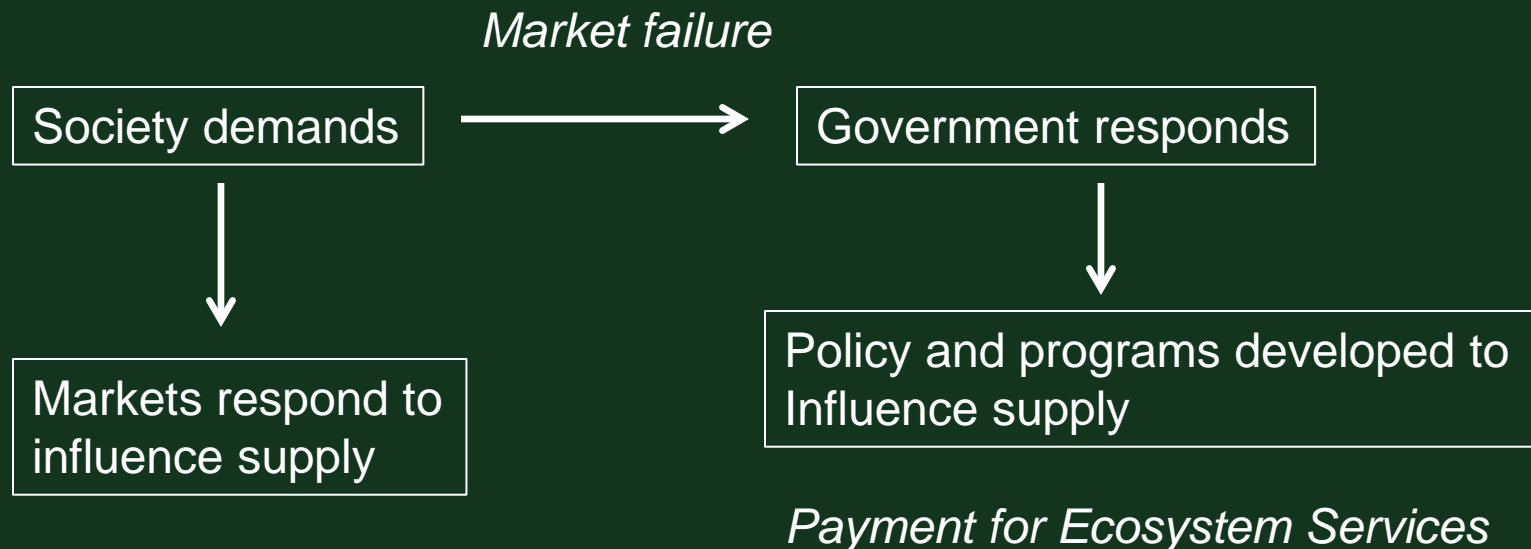 Market failure
Society demands
Government responds
Markets respond to
influence supply
Policy and programs developed to
Influence supply
Payment for Ecosystem Services